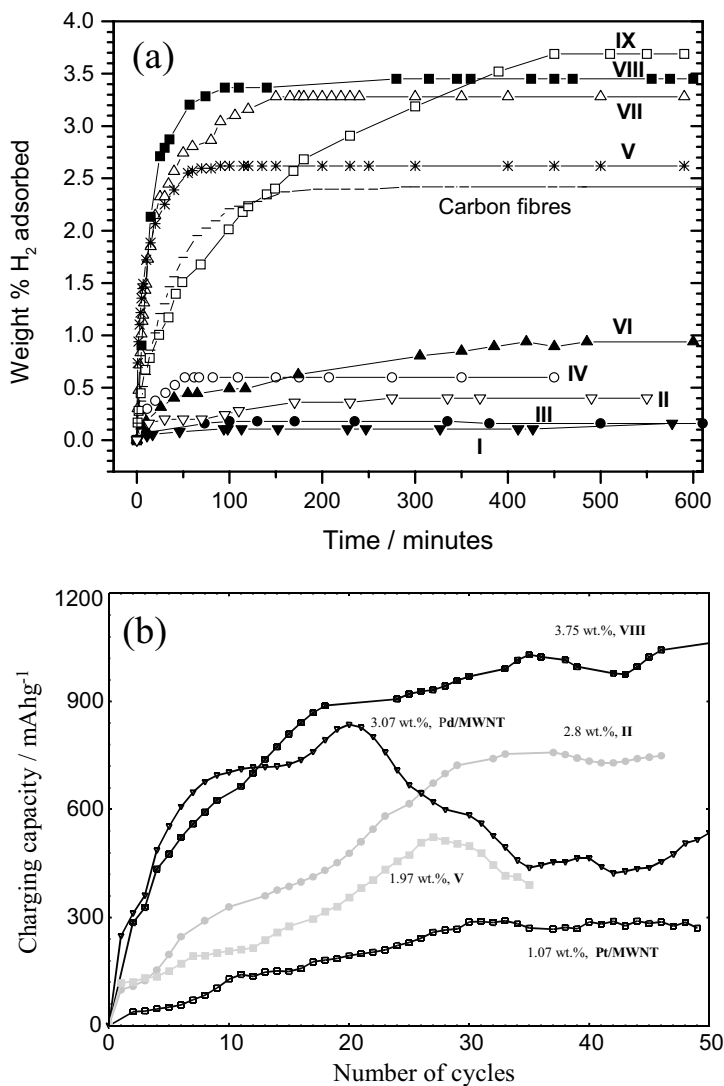 (a)
4.0
3.5
3.0
2.5
2.0
1.5
1.0
0.5
0.0
Weight % H₂ adsorbed
IX
VIII
VII
V
Carbon fibres
VI
IV
II
III
I
0 100 200 300 400 500 600
Time / minutes
(b)
1200
900
600
300
0
Charging capacity / mAhg⁻¹
3.75 wt.%, VIII
3.07 wt.%, Pd/MWNT
2.8 wt.%, II
1.97 wt.%, V
1.07 wt.%, Pt/MWNT
0 10 20 30 40 50
Number of cycles